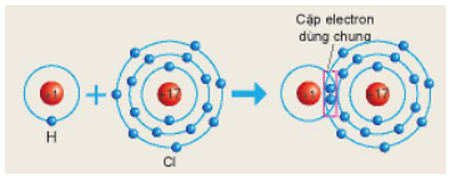 Cặp electron
dùng chung
+1
+
+17
+1
+17
H
Cl